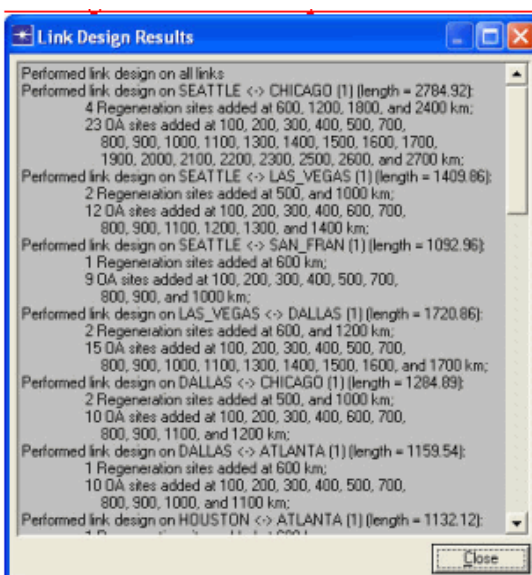 Link Design Results
Performed link design on all links
Performed link design on SEATTLE <-> CHICAGO (1) (length = 2784.92):
4 Regeneration sites added at 600, 1200, 1800, and 2400 km;
23 OA sites added at 100, 200, 300, 400, 500, 700,
800, 900, 1000, 1100, 1300, 1400, 1500, 1600, 1700,
1900, 2000, 2100, 2200, 2300, 2500, 2600, and 2700 km;
Performed link design on SEATTLE <-> LAS_VEGAS (1) (length = 1409.86):
2 Regeneration sites added at 500, and 1000 km;
12 OA sites added at 100, 200, 300, 400, 600, 700,
800, 900, 1100, 1200, 1300, and 1400 km;
Performed link design on SEATTLE <-> SAN_FRAN (1) (length = 1092.96):
1 Regeneration sites added at 600 km;
9 OA sites added at 100, 200, 300, 400, 500, 700,
800, 900, and 1000 km;
Performed link design on LAS_VEGAS <-> DALLAS (1) (length = 1720.86):
2 Regeneration sites added at 600, and 1200 km;
15 OA sites added at 100, 200, 300, 400, 500, 700,
800, 900, 1000, 1100, 1300, 1400, 1500, 1600, and 1700 km;
Performed link design on DALLAS <-> CHICAGO (1) (length = 1284.89):
2 Regeneration sites added at 500, and 1000 km;
10 OA sites added at 100, 200, 300, 400, 600, 700,
800, 900, 1100, and 1200 km;
Performed link design on DALLAS <-> ATLANTA (1) (length = 1159.54):
1 Regeneration sites added at 600 km;
10 OA sites added at 100, 200, 300, 400, 500, 700,
800, 900, 1000, and 1100 km;
Performed link design on HOUSTON <-> ATLANTA (1) (length = 1132.12):
Close